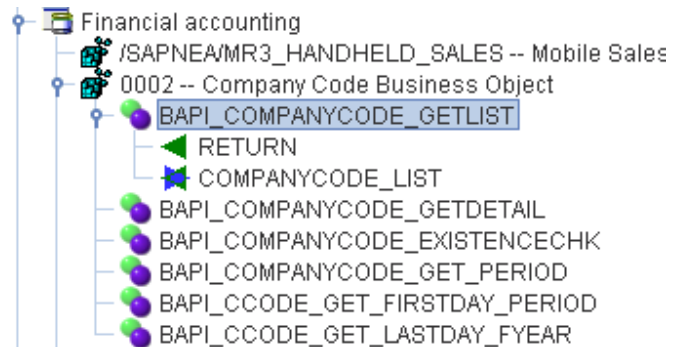 Financial accounting
/SAPNEA/MR3_HANDHELD_SALES -- Mobile Sales
0002 -- Company Code Business Object
BAPI_COMPANYCODE_GETLIST
RETURN
COMPANYCODE_LIST
BAPI_COMPANYCODE_GETDETAIL
BAPI_COMPANYCODE_EXISTENCECHK
BAPI_COMPANYCODE_GET_PERIOD
BAPI_CCODE_GET_FIRSTDAY_PERIOD
BAPI_CCODE_GET_LASTDAY_FYEAR